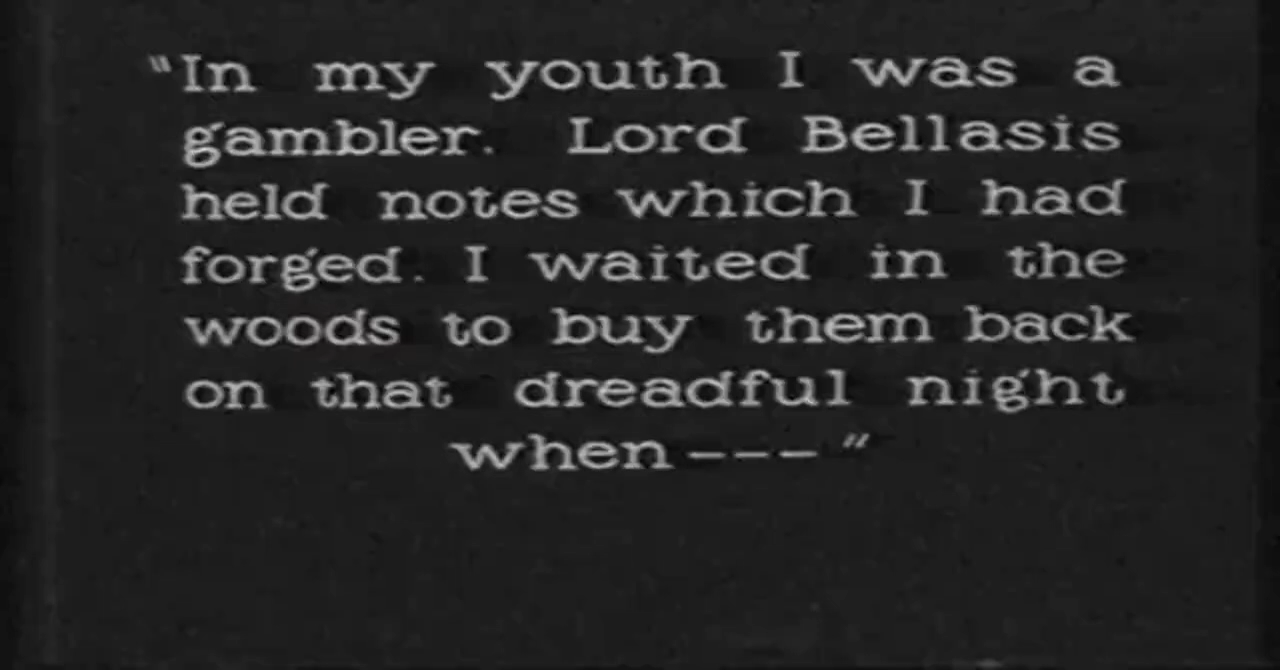 "In my youth I was a
gambler. Lord Bellasis
held notes which I had
forged. I waited in the
woods to buy them back
on that dreadful night
when---"